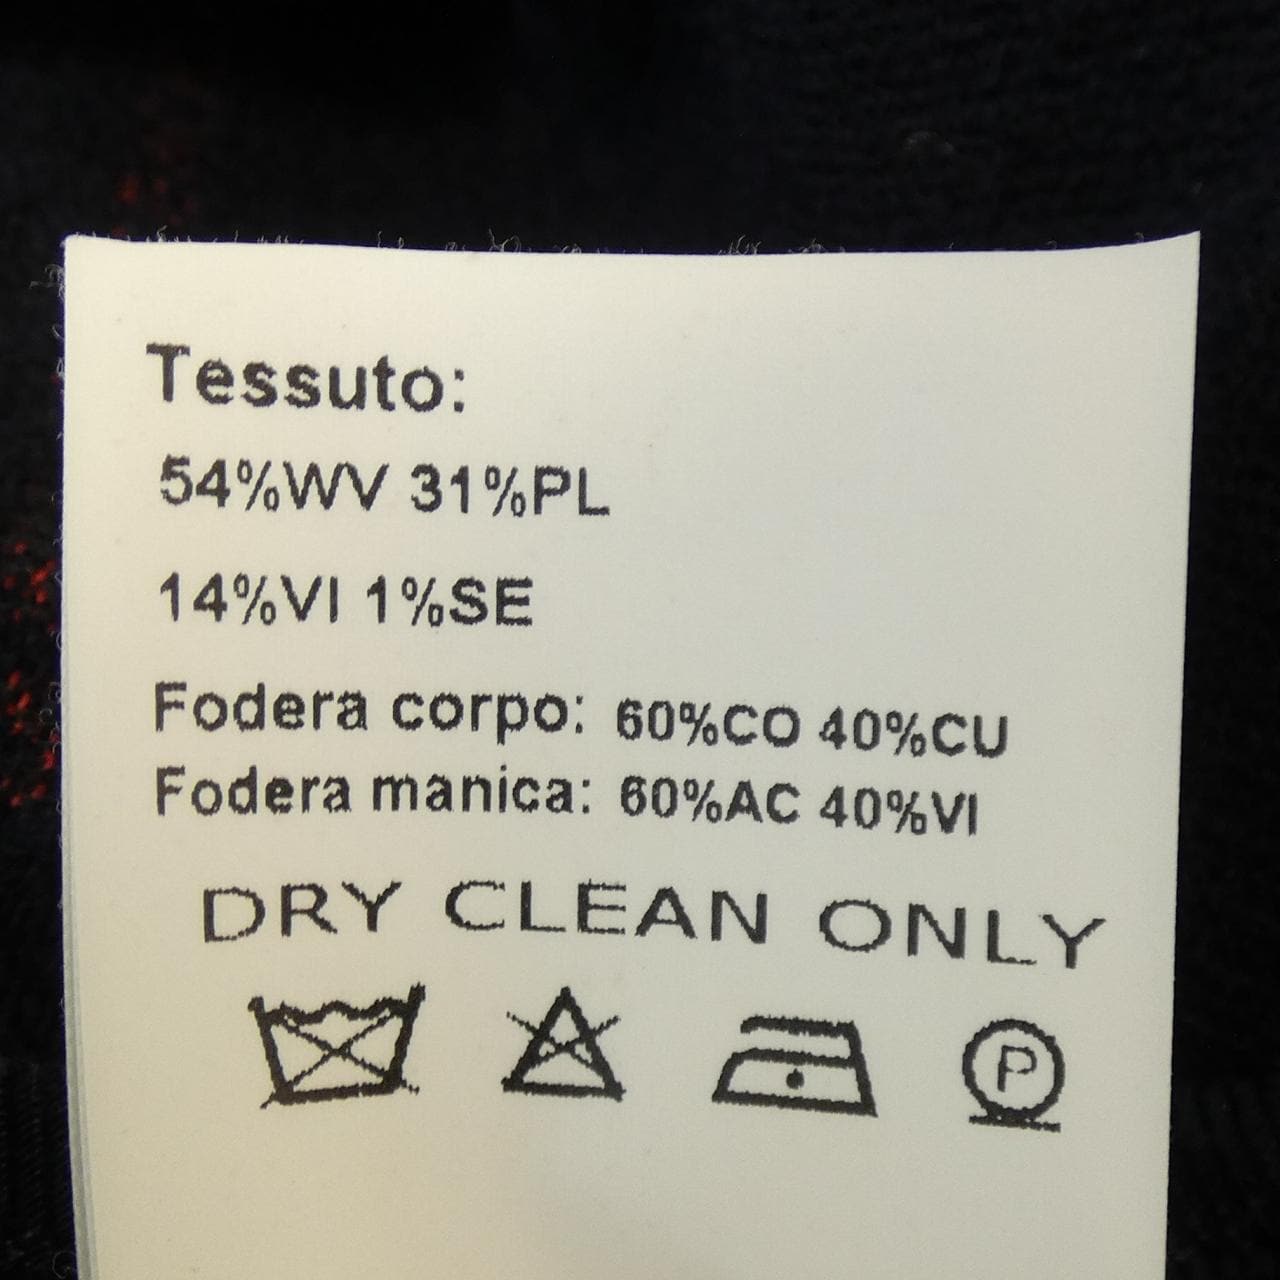 Tessuto:
54%WV 31%PL
14%VI 1%SE
Fodera corpo: 60%CO 40%CU
Fodera manica: 60%AC 40%VI
DRY CLEAN ONLY
P